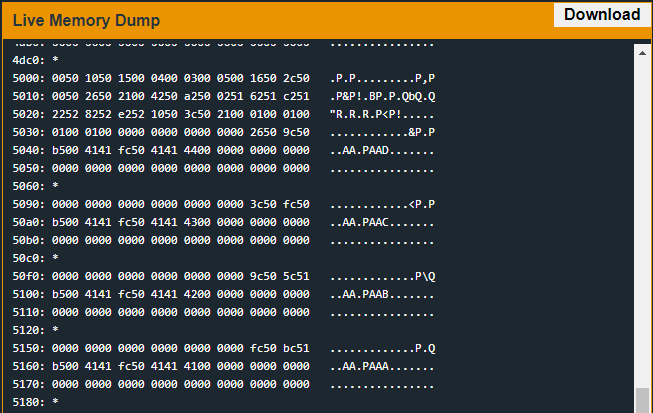 Live Memory Dump
Download
4dc0: *
5000: 0050 1050 1500 0400 0300 0500 1650 2c50 .P.P.........P,P
5010: 0050 2650 2100 4250 a250 0251 6251 c251 .P&P!.BP.P.QbQ.Q
5020: 2252 8252 e252 1050 3c50 2100 0100 0100 "R.R.R.P<P!.....
5030: 0100 0100 0000 0000 0000 0000 2650 9c50 ............&P.P
5040: b500 4141 fc50 4141 4400 0000 0000 0000 ..AA.PAAD.......
5050: 0000 0000 0000 0000 0000 0000 0000 0000 ................
5060: *
5090: 0000 0000 0000 0000 0000 0000 3c50 fc50 ............<P.P
50a0: b500 4141 fc50 4141 4300 0000 0000 0000 ..AA.PAAC.......
50b0: 0000 0000 0000 0000 0000 0000 0000 0000 ................
50c0: *
50f0: 0000 0000 0000 0000 0000 0000 9c50 5c51 .............P\Q
5100: b500 4141 fc50 4141 4200 0000 0000 0000 ..AA.PAAB.......
5110: 0000 0000 0000 0000 0000 0000 0000 0000 ................
5120: *
5150: 0000 0000 0000 0000 0000 0000 fc50 bc51 .............P.Q
5160: b500 4141 fc50 4141 4100 0000 0000 0000 ..AA.PAAA.......
5170: 0000 0000 0000 0000 0000 0000 0000 0000 ................
5180: *